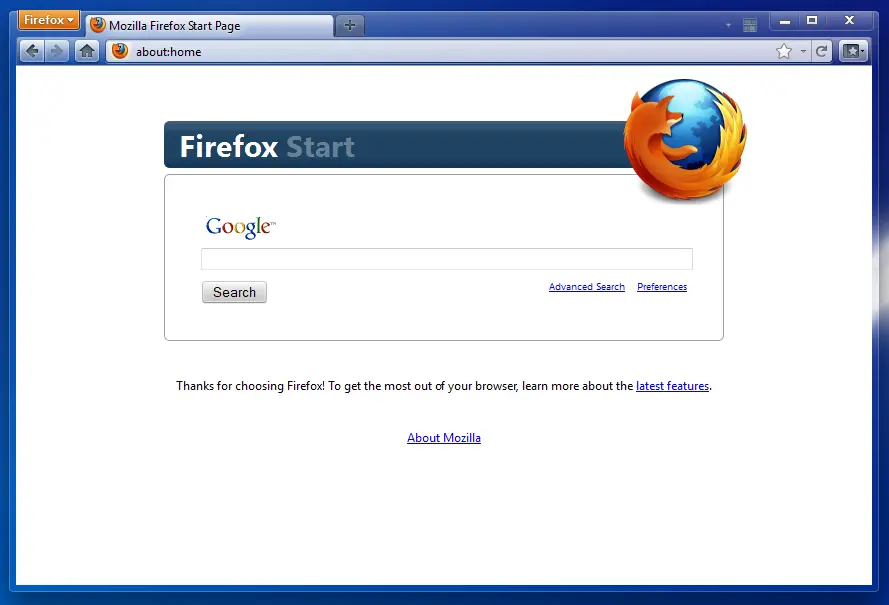 Firefox
Mozilla Firefox Start Page
about:home
Firefox Start
Google™
Search
Advanced Search Preferences
Thanks for choosing Firefox! To get the most out of your browser, learn more about the latest features.
About Mozilla